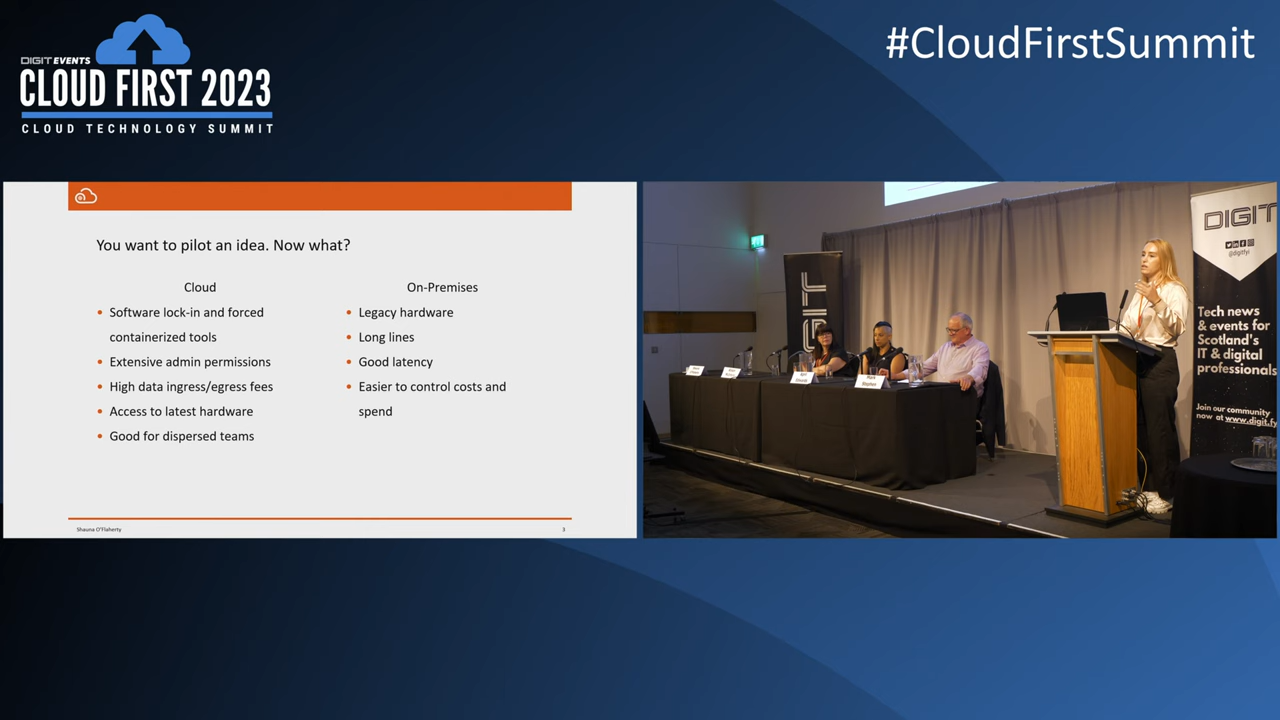 DIGIT EVENTS
CLOUD FIRST 2023
CLOUD TECHNOLOGY SUMMIT
#CloudFirstSummit
You want to pilot an idea. Now what?
Cloud
• Software lock-in and forced
containerized tools
• Extensive admin permissions
• High data ingress/egress fees
• Access to latest hardware
• Good for dispersed teams
On-Premises
• Legacy hardware
• Long lines
• Good latency
• Easier to control costs and
spend
Shauna O'Flaherty
3
DIGIT
@digitfyi
Tech news
& events for
Scotland's
IT & digital
professionals
Join our community
now at www.digit.fy
Mark
Stephen